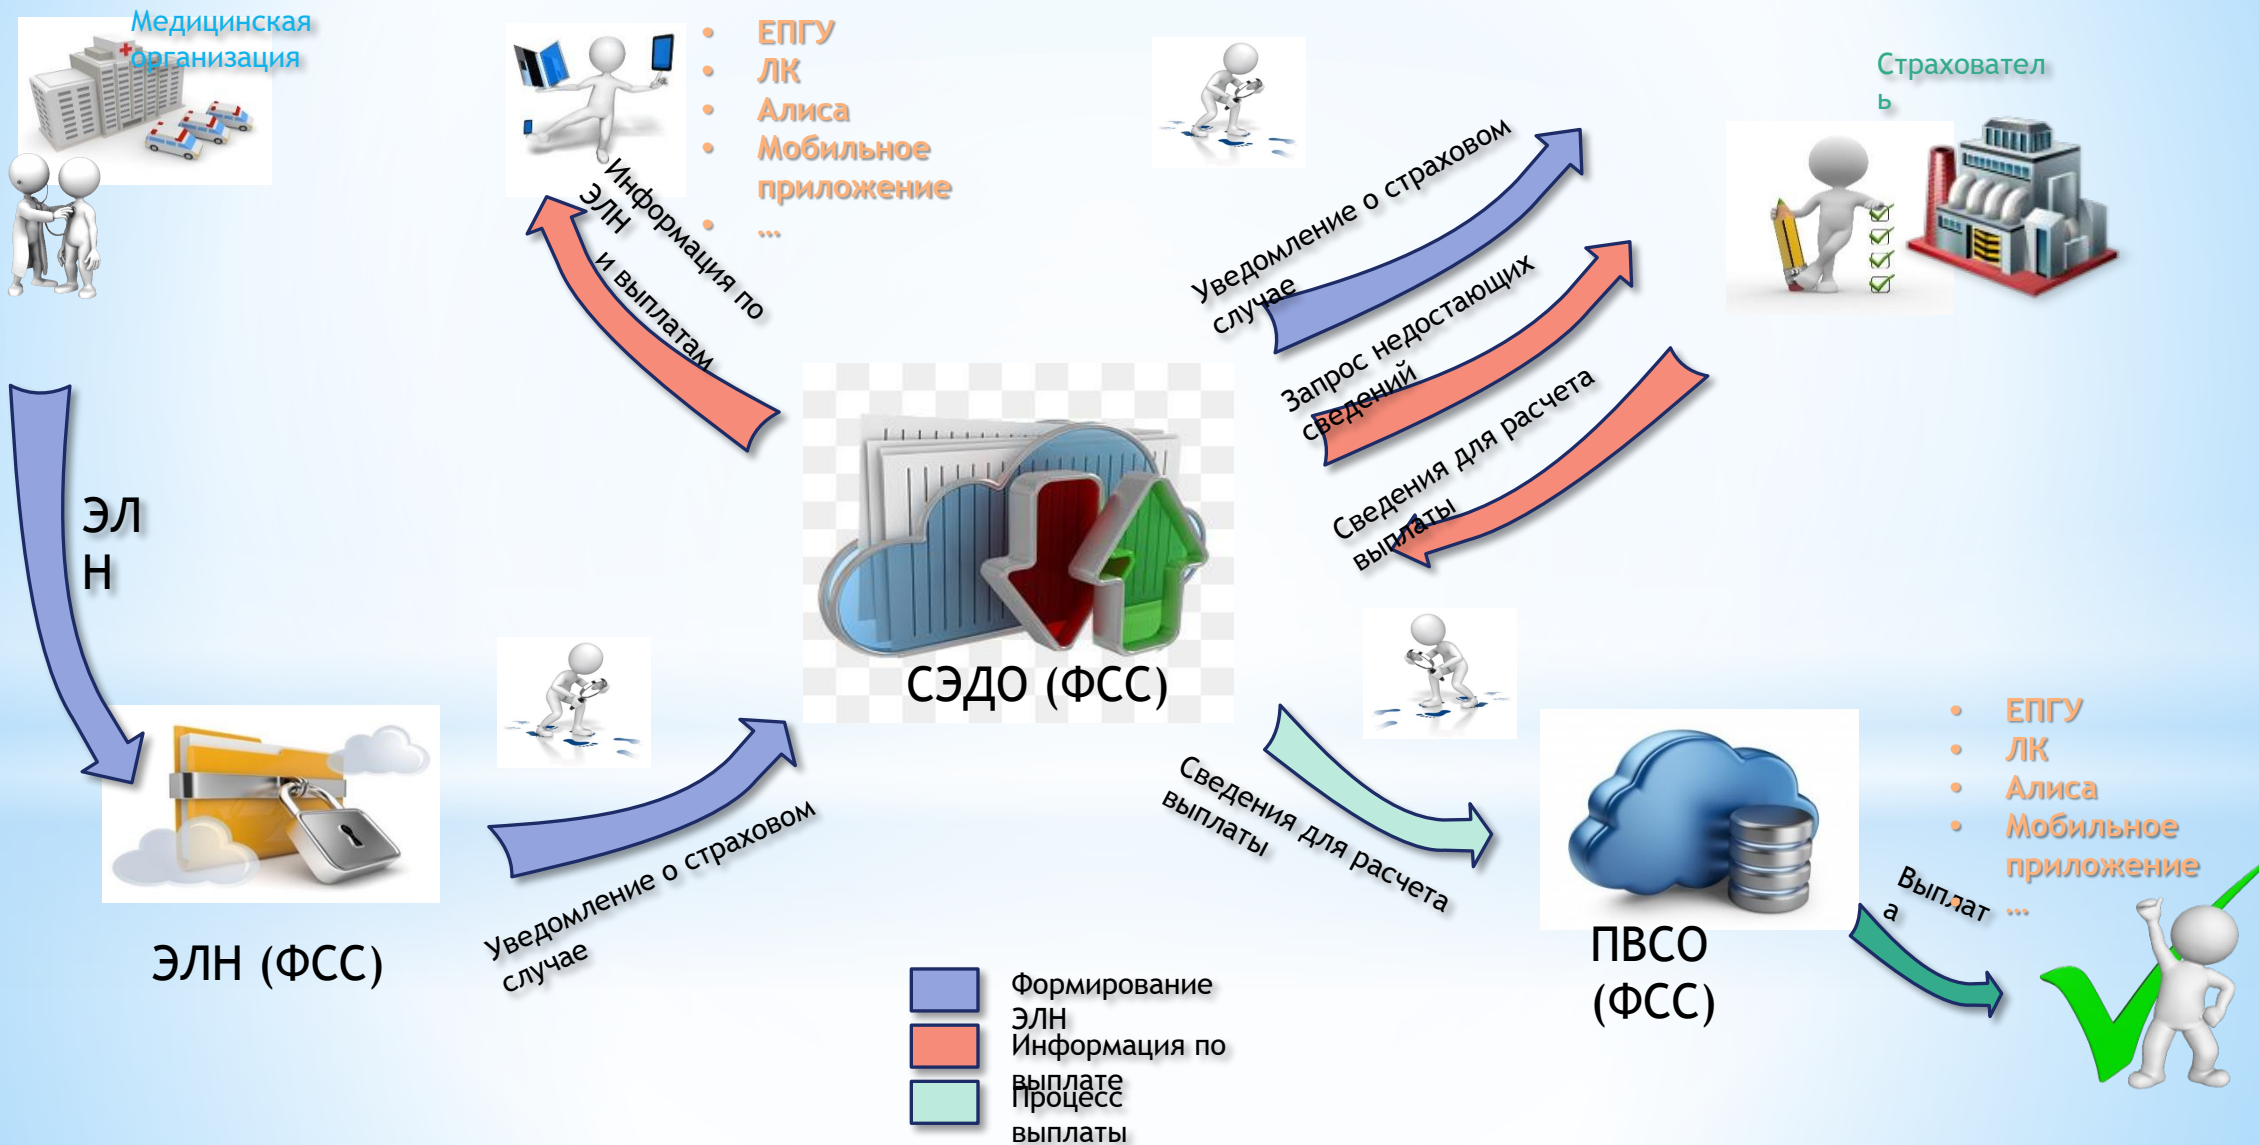 Медицинская
организация
• ЕПГУ
• ЛК
• Алиса
• Мобильное
приложение
• ...
Информация по
ЭЛН
и выплатам
Страховател
ь
Уведомление о страховом
случае
Запрос недостающих
сведений
Сведения для расчета
выплаты
ЭЛ
Н
СЭДО (ФСС)
ЭЛН (ФСС)
Уведомление о страховом
случае
Сведения для расчета
выплаты
ПВСО
(ФСС)
• ЕПГУ
• ЛК
• Алиса
• Мобильное
приложение
• ...
Выплат
а
Формирование
ЭЛН
Информация по
выплате
Процесс
выплаты